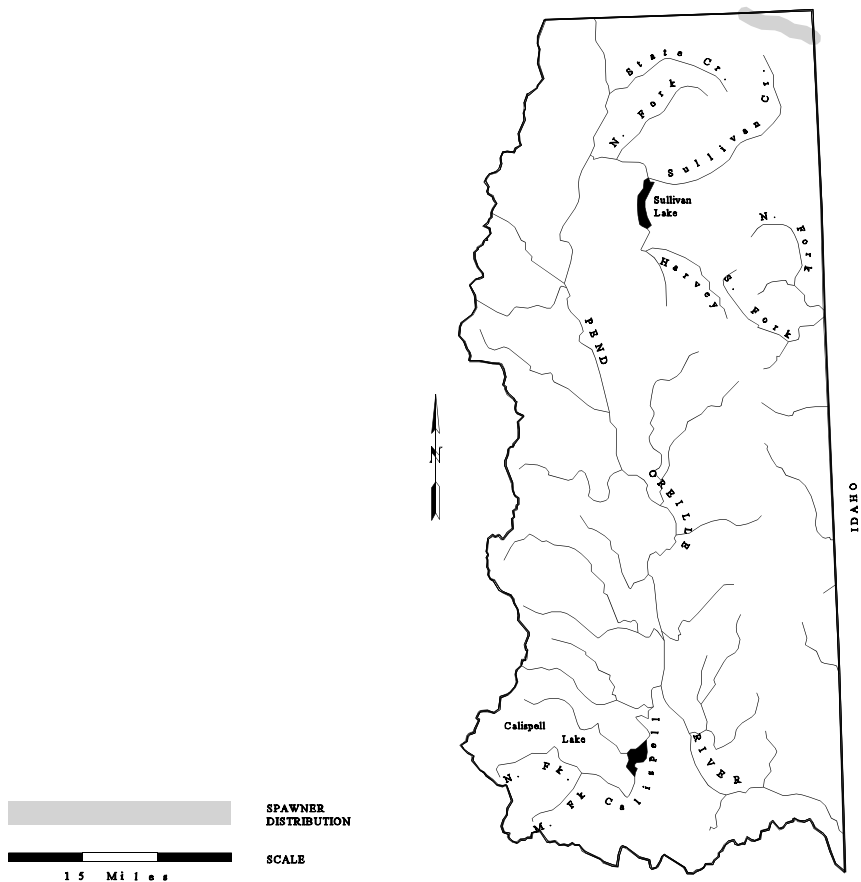 State Cr.
N. Fork
Sullivan Cr.
Sullivan
Lake
N. Fork
Harvey
S. Fork
PEND
N
OREILLE
IDAHO
Calispell
Lake
N. Fk.
M. Fk
Calispell
RIVER
SPAWNER
DISTRIBUTION
SCALE
15 Miles